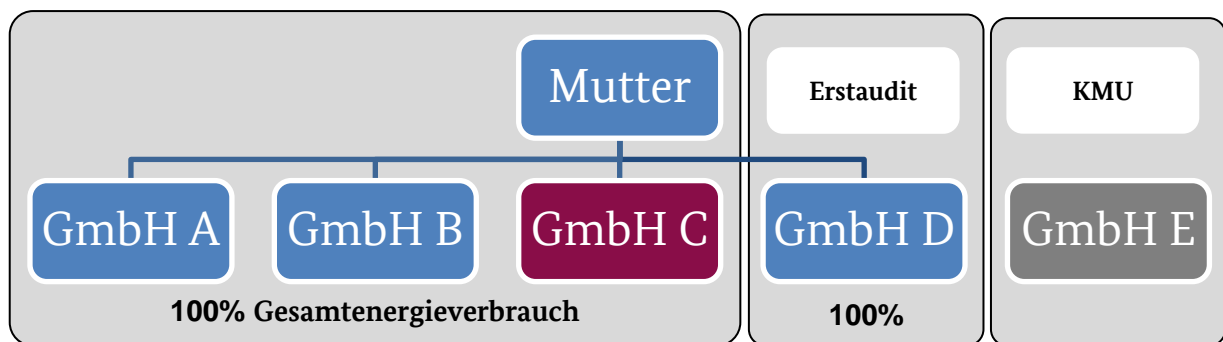 Mutter
Erstaudit
KMU
GmbH A
GmbH B
GmbH C
GmbH D
GmbH E
100% Gesamtenergieverbrauch
100%